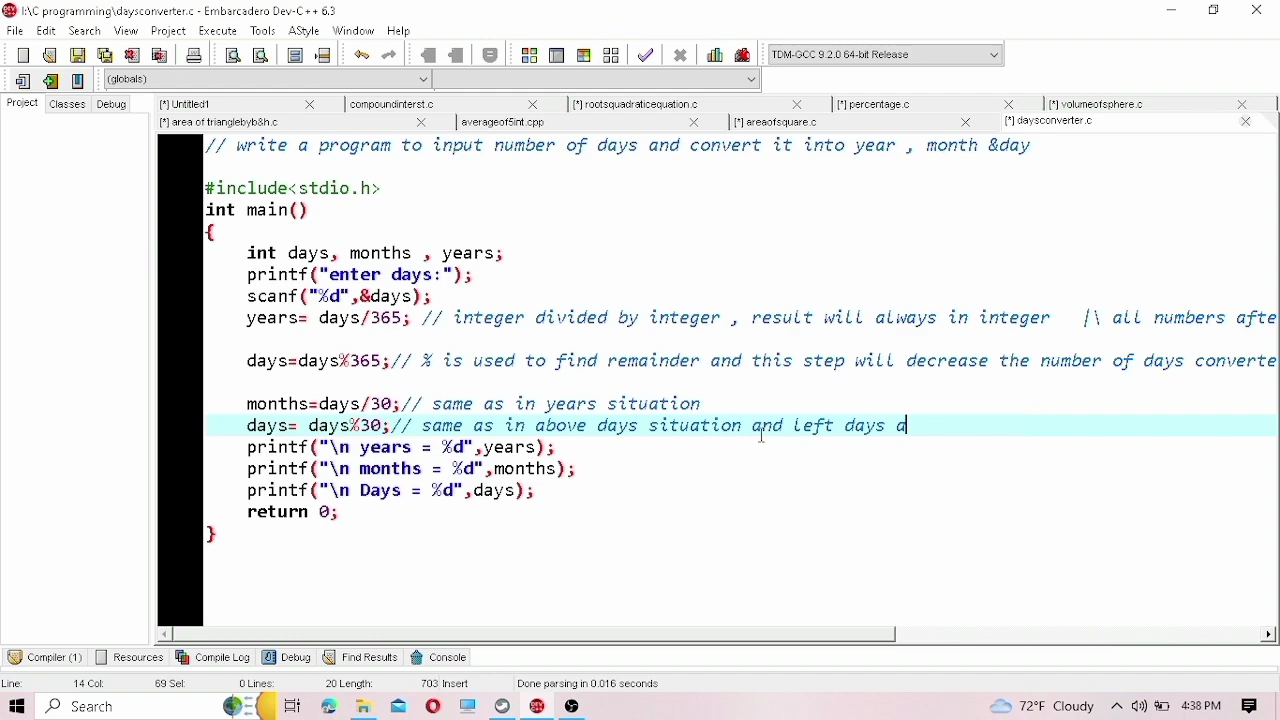 I:\C programming\daysconverter.c - Embarcadero Dev-C++ 6.3
File Edit Search View Project Execute Tools AStyle Window Help
TDM-GCC 9.2.0 64-bit Release
(globals)
Project Classes Debug
[*] Untitled1 compoundinterst.c [*] rootsquadraticequation.c [*] percentage.c [*] volumeofsphere.c
[*] area of trianglebyb&h.c averageof5int.cpp [*] areaofsquare.c [*] daysconverter.c
// write a program to input number of days and convert it into year , month &day
#include<stdio.h>
int main()
{
int days, months , years;
printf("enter days:");
scanf("%d",&days);
years= days/365; // integer divided by integer , result will always in integer |\ all numbers afte
days=days%365;// % is used to find remainder and this step will decrease the number of days converte
months=days/30;// same as in years situation
days= days%30;// same as in above days situation and left days a
printf("\n years = %d",years);
printf("\n months = %d",months);
printf("\n Days = %d",days);
return 0;
}
Compiler (1) Resources Compile Log Debug Find Results Console
Line: 14 Col: 69 Sel: 0 Lines: 20 Length: 703 Insert Done parsing in 0.016 seconds
Search 72°F Cloudy 4:38 PM